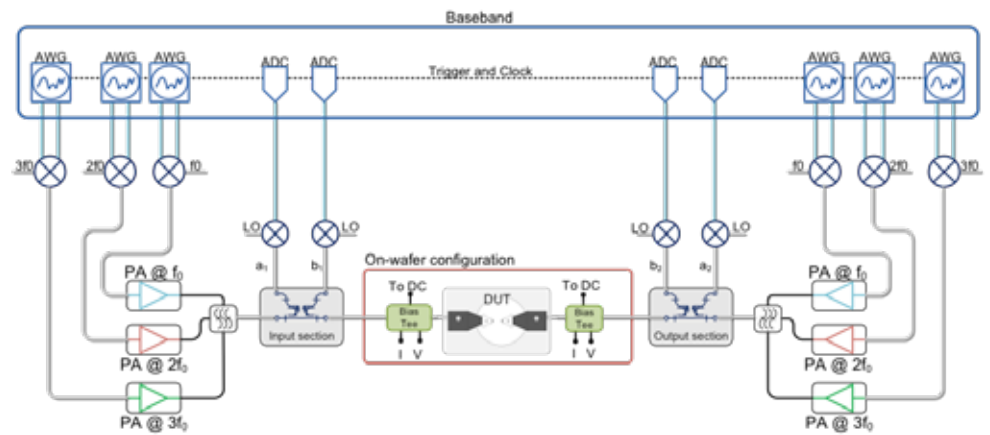 Baseband
AWG AWG AWG ADC ADC Trigger and Clock ADC ADC AWG AWG AWG
3f0 2f0 f0 f0 2f0 3f0
LO LO LO LO
a₁ b₁ b₂ a₂
On-wafer configuration
PA @ f₀ To DC DUT To DC PA @ f₀
Bias Tee Bias Tee
Input section Output section
I V I V
PA @ 2f₀ PA @ 2f₀
PA @ 3f₀ PA @ 3f₀